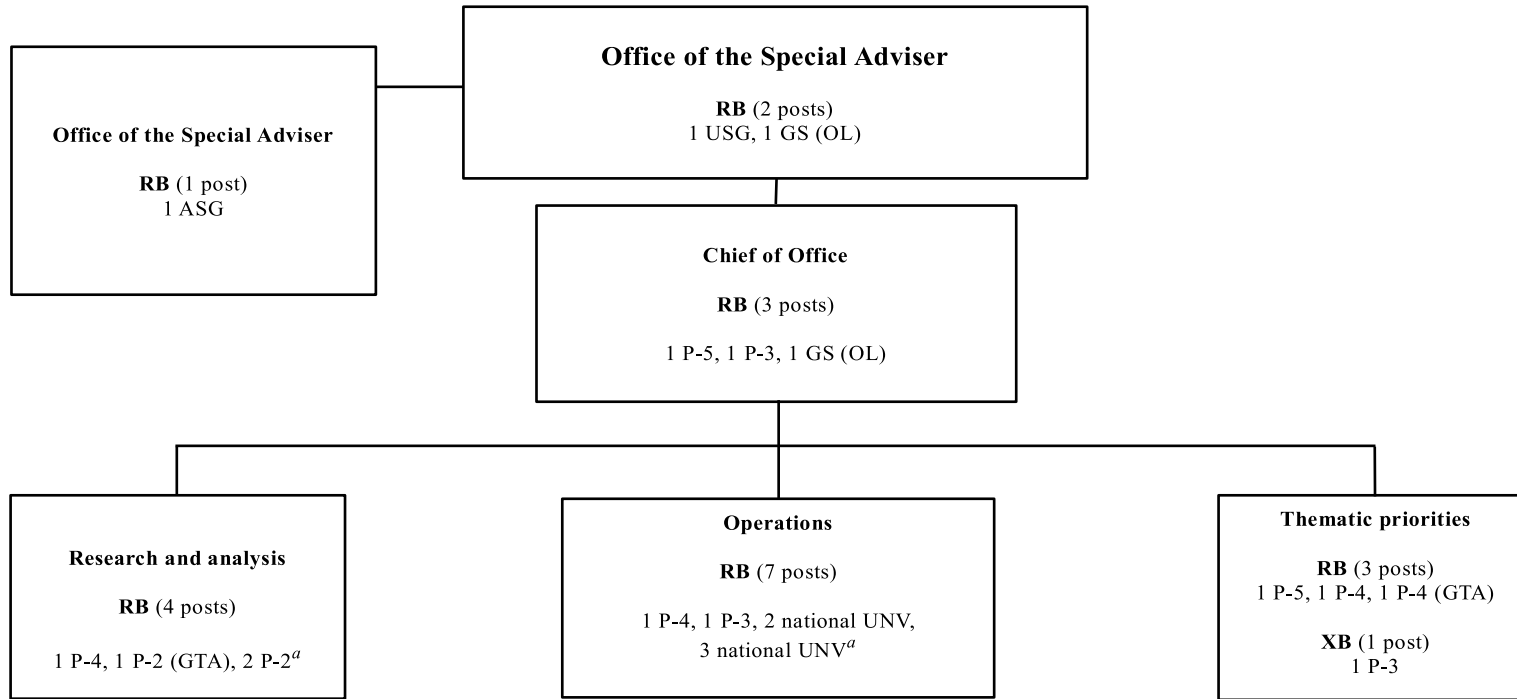 Office of the Special Adviser
RB (2 posts)
1 USG, 1 GS (OL)
Office of the Special Adviser
RB (1 post)
1 ASG
Chief of Office
RB (3 posts)
1 P-5, 1 P-3, 1 GS (OL)
Research and analysis
RB (4 posts)
1 P-4, 1 P-2 (GTA), 2 P-2a
Operations
RB (7 posts)
1 P-4, 1 P-3, 2 national UNV,
3 national UNVa
Thematic priorities
RB (3 posts)
1 P-5, 1 P-4, 1 P-4 (GTA)
XB (1 post)
1 P-3